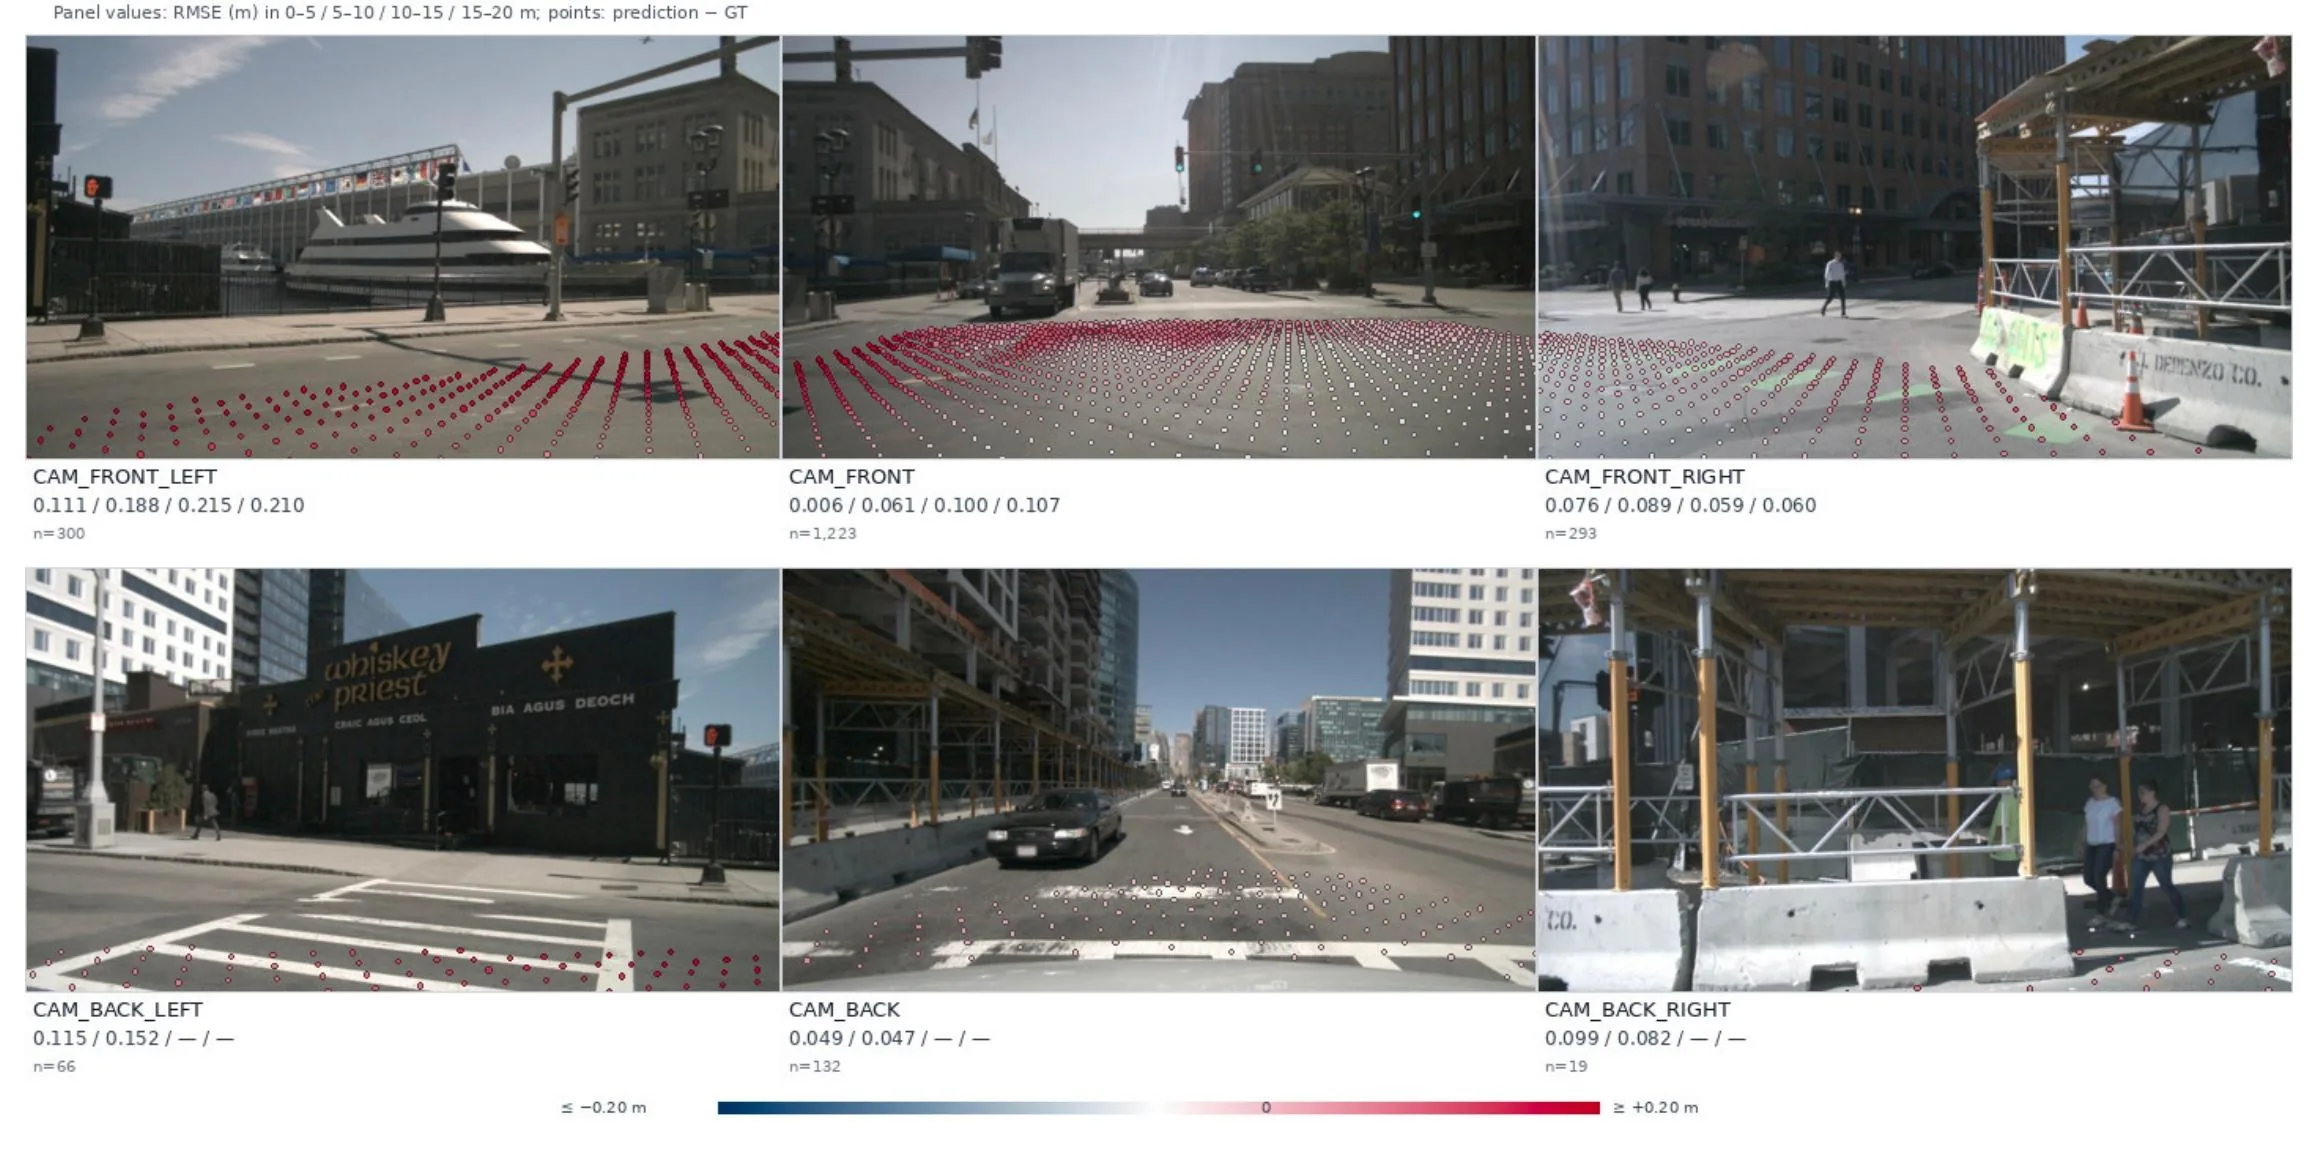 Panel values: RMSE (m) in 0–5 / 5–10 / 10–15 / 15–20 m; points: prediction − GT
J. DERENZO CO.
CAM_FRONT_LEFT
0.111 / 0.188 / 0.215 / 0.210
n=300
CAM_FRONT
0.006 / 0.061 / 0.100 / 0.107
n=1,223
CAM_FRONT_RIGHT
0.076 / 0.089 / 0.059 / 0.060
n=293
whiskey
priest
CRAIC AGUS CEOL
BIA AGUS DEOCH
CO.
CAM_BACK_LEFT
0.115 / 0.152 / — / —
n=66
CAM_BACK
0.049 / 0.047 / — / —
n=132
CAM_BACK_RIGHT
0.099 / 0.082 / — / —
n=19
≤ −0.20 m
0
≥ +0.20 m